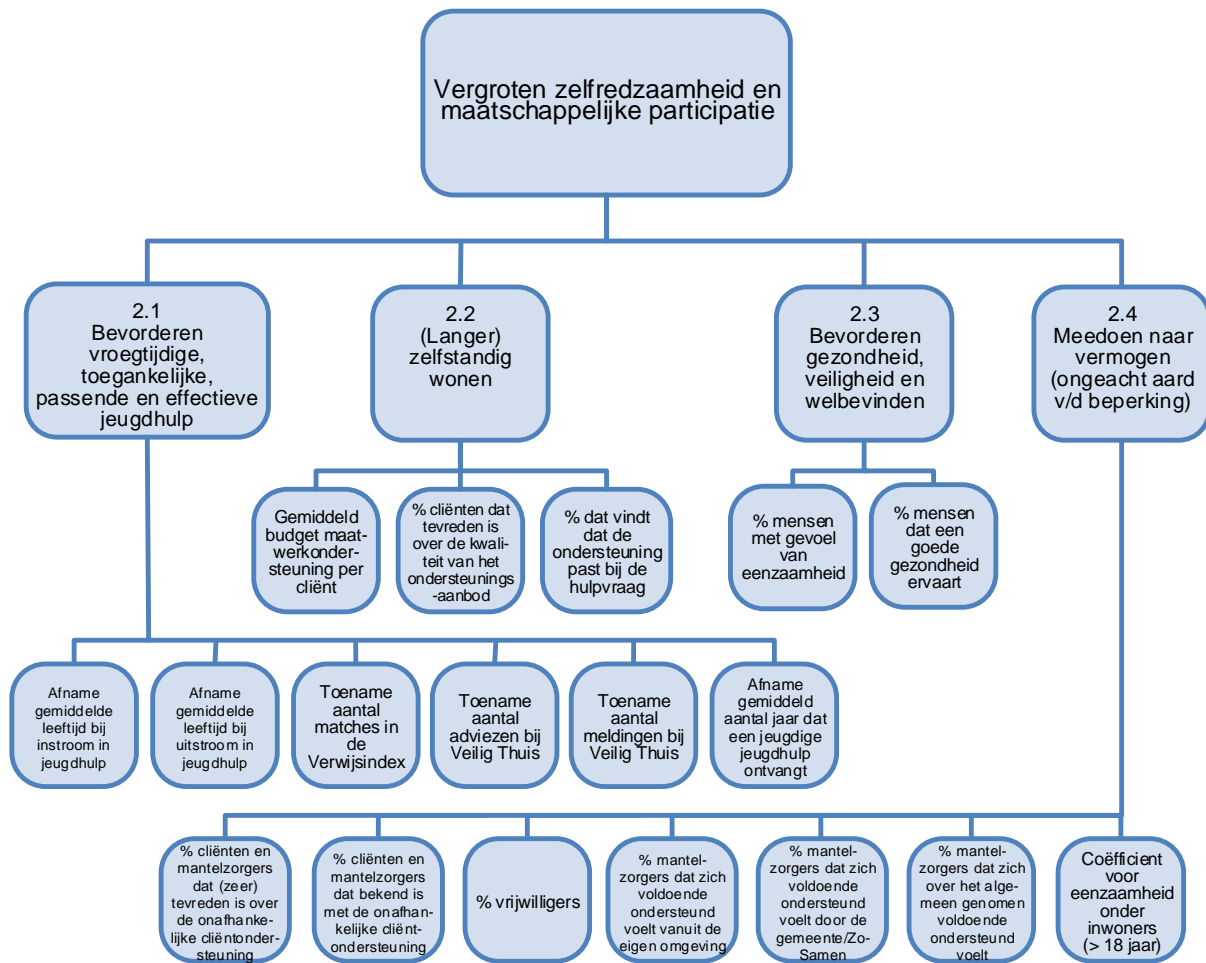 Vergroten zelfredzaamheid en
maatschappelijke participatie
2.1
Bevorderen
vroegtijdige,
toegankelijke,
passende en effectieve
jeugdhulp
2.2
(Langer)
zelfstandig
wonen
2.3
Bevorderen
gezondheid,
veiligheid en
welbevinden
2.4
Meedoen naar
vermogen
(ongeacht aard
v/d beperking)
Gemiddeld
budget maat-
werkonder-
steuning per
cliënt
% cliënten dat
tevreden is
over de kwali-
teit van het
ondersteunings
-aanbod
% dat vindt
dat de
ondersteuning
past bij de
hulpvraag
% mensen
met gevoel
van
eenzaamheid
% mensen
dat een
goede
gezondheid
ervaart
Afname
gemiddelde
leeftijd bij
instroom in
jeugdhulp
Afname
gemiddelde
leeftijd bij
uitstroom in
jeugdhulp
Toename
aantal
matches in
de
Verwijsindex
Toename
aantal
adviezen bij
Veilig Thuis
Toename
aantal
meldingen bij
Veilig Thuis
Afname
gemiddeld
aantal jaar dat
een jeugdige
jeugdhulp
ontvangt
% cliënten en
mantelzorgers
dat (zeer)
tevreden is over
de onafhanke-
lijke cliëntonder-
steuning
% cliënten en
mantelzorgers
dat bekend is
met de onafhan-
kelijke cliënt-
ondersteuning
% vrijwilligers
% mantel-
zorgers dat zich
voldoende
ondersteund
voelt vanuit de
eigen omgeving
% mantel-
zorgers dat zich
voldoende
ondersteund
voelt door de
gemeente/Zo-
Samen
% mantel-
zorgers dat zich
over het alge-
meen genomen
voldoende
ondersteund
voelt
Coëfficient
voor
eenzaamheid
onder
inwoners
(> 18 jaar)